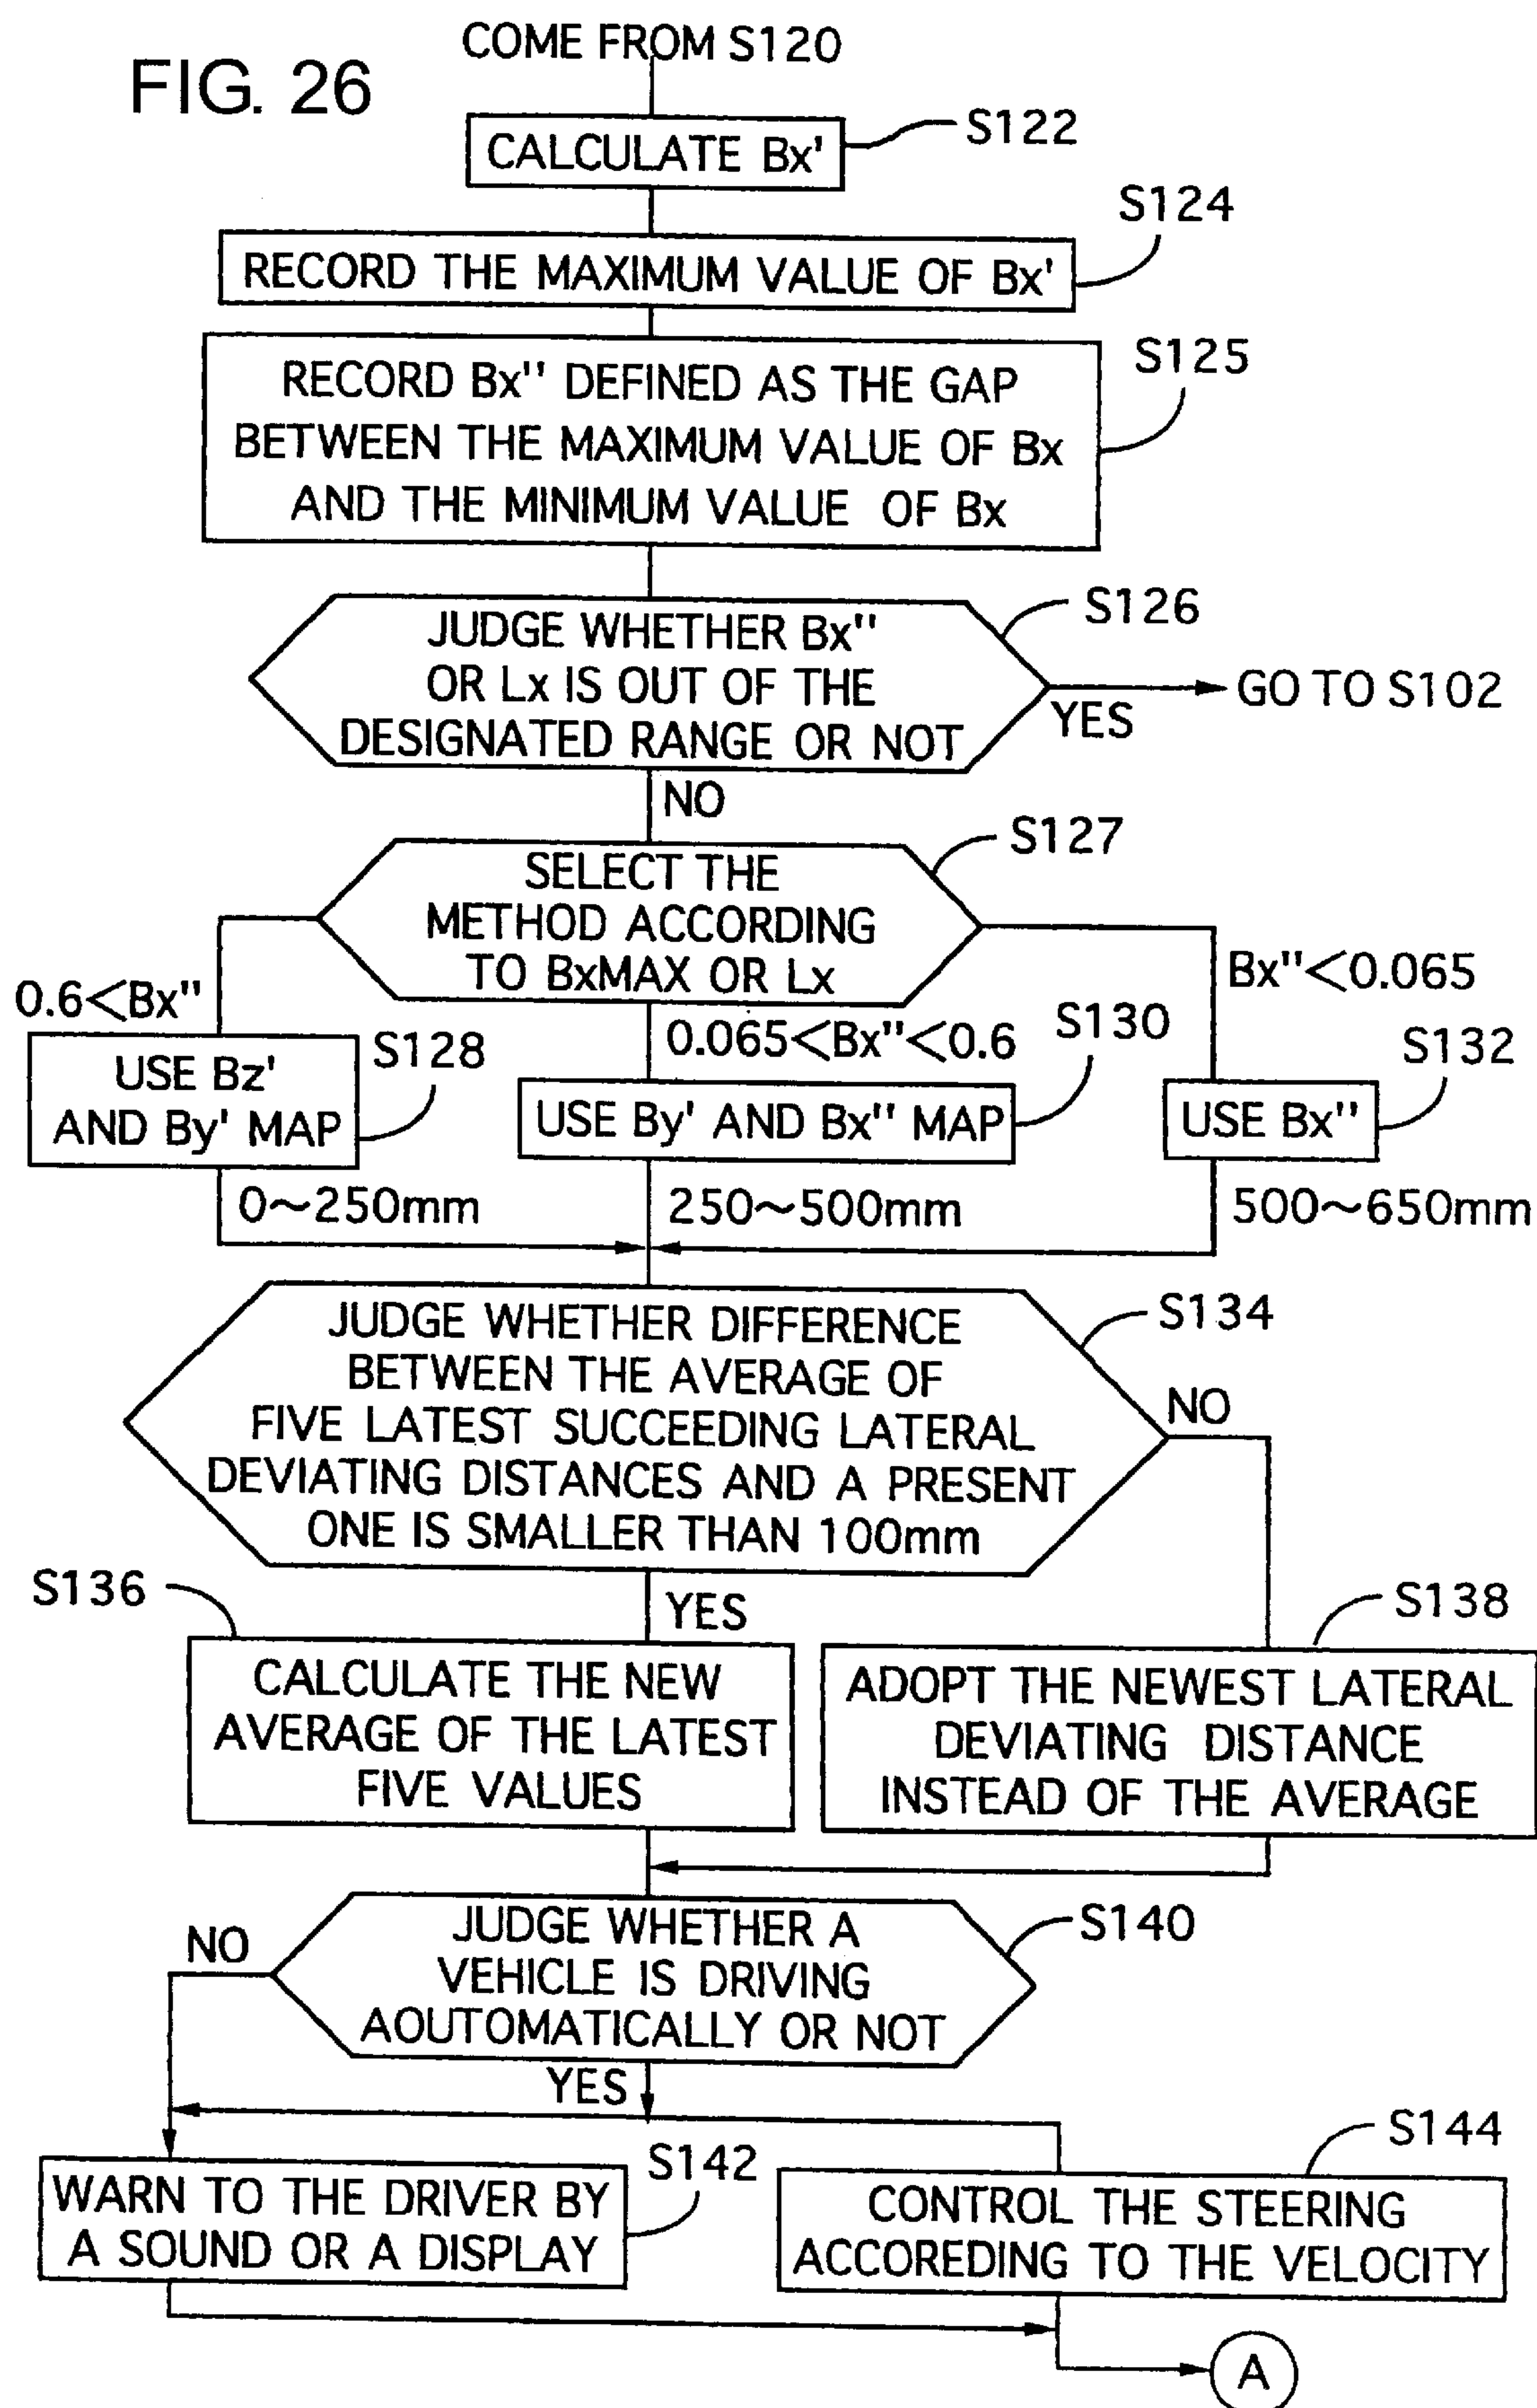 FIG. 26
COME FROM S120
CALCULATE Bx'
S122
S124
RECORD THE MAXIMUM VALUE OF Bx'
S125
RECORD Bx'' DEFINED AS THE GAP
BETWEEN THE MAXIMUM VALUE OF Bx
AND THE MINIMUM VALUE OF Bx
S126
JUDGE WHETHER Bx''
OR Lx IS OUT OF THE
DESIGNATED RANGE OR NOT
YES
GO TO S102
NO
S127
SELECT THE
METHOD ACCORDING
TO BxMAX OR Lx
0.6<Bx''
0.065<Bx''<0.6
Bx''<0.065
S128
USE Bz'
AND By' MAP
S130
USE By' AND Bx'' MAP
S132
USE Bx''
0~250mm
250~500mm
500~650mm
S134
JUDGE WHETHER DIFFERENCE
BETWEEN THE AVERAGE OF
FIVE LATEST SUCCEEDING LATERAL
DEVIATING DISTANCES AND A PRESENT
ONE IS SMALLER THAN 100mm
NO
YES
S136
CALCULATE THE NEW
AVERAGE OF THE LATEST
FIVE VALUES
S138
ADOPT THE NEWEST LATERAL
DEVIATING DISTANCE
INSTEAD OF THE AVERAGE
S140
JUDGE WHETHER A
VEHICLE IS DRIVING
AOUTOMATICALLY OR NOT
NO
YES
S142
WARN TO THE DRIVER BY
A SOUND OR A DISPLAY
S144
CONTROL THE STEERING
ACCOREDING TO THE VELOCITY
A